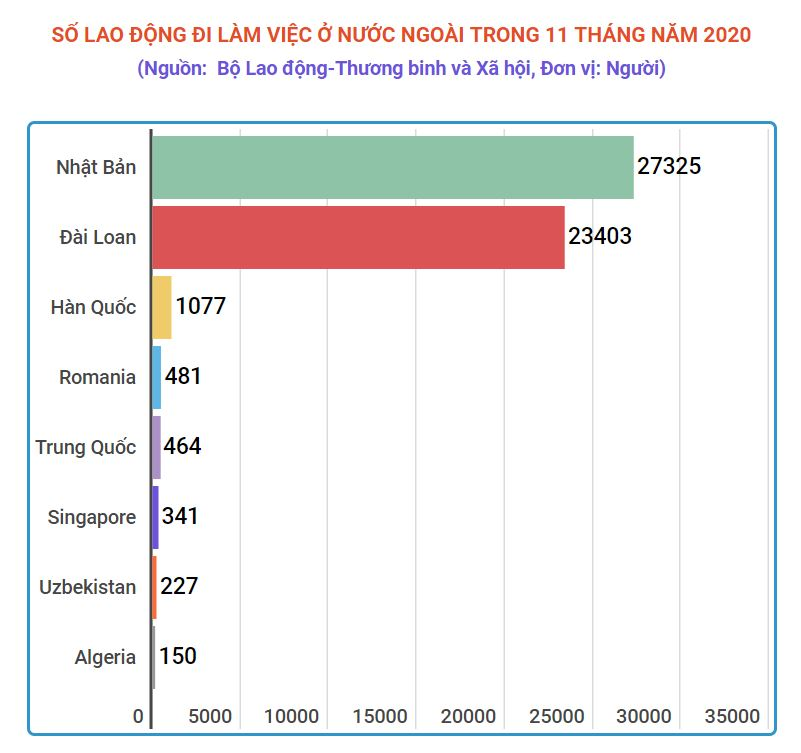 SỐ LAO ĐỘNG ĐI LÀM VIỆC Ở NƯỚC NGOÀI TRONG 11 THÁNG NĂM 2020
(Nguồn: Bộ Lao động-Thương binh và Xã hội, Đơn vị: Người)
Nhật Bản 27325
Đài Loan 23403
Hàn Quốc 1077
Romania 481
Trung Quốc 464
Singapore 341
Uzbekistan 227
Algeria 150
0 5000 10000 15000 20000 25000 30000 35000